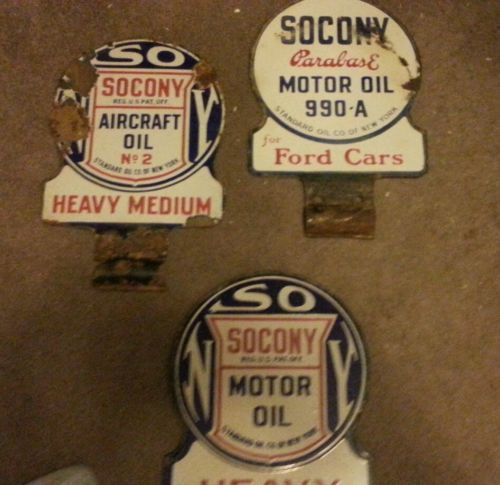 SO
SOCONY
REG. U.S. PAT. OFF.
AIRCRAFT
OIL
Nº 2
STANDARD OIL CO. OF NEW YORK
N Y
HEAVY MEDIUM
SOCONY
Parabase
MOTOR OIL
990-A
STANDARD OIL CO. OF NEW YORK
for
Ford Cars
SO
SOCONY
REG. U.S. PAT. OFF.
N Y
MOTOR
OIL
STANDARD OIL CO. OF NEW YORK
HEAVY